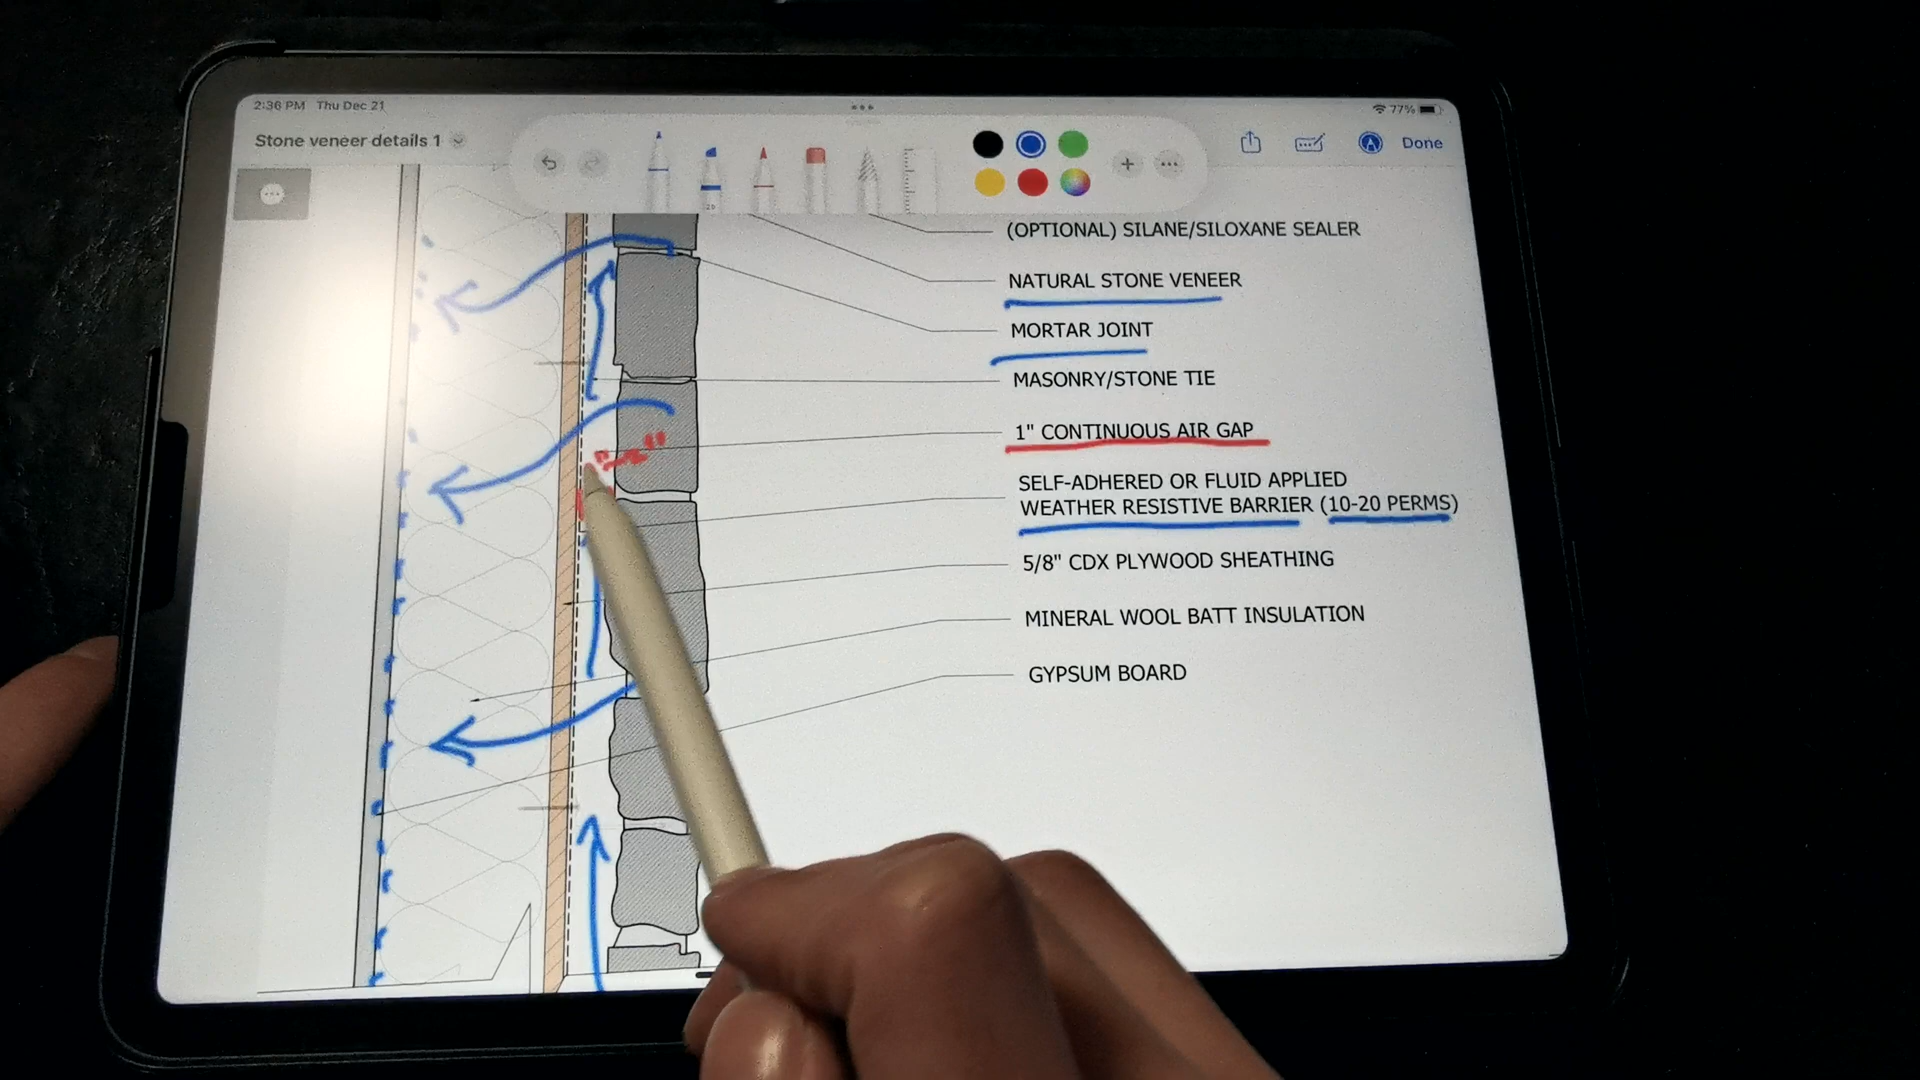 2:36 PM Thu Dec 21
77%
Stone veneer details 1
Done
(OPTIONAL) SILANE/SILOXANE SEALER
NATURAL STONE VENEER
MORTAR JOINT
MASONRY/STONE TIE
1" CONTINUOUS AIR GAP
SELF-ADHERED OR FLUID APPLIED
WEATHER RESISTIVE BARRIER (10-20 PERMS)
5/8" CDX PLYWOOD SHEATHING
MINERAL WOOL BATT INSULATION
GYPSUM BOARD